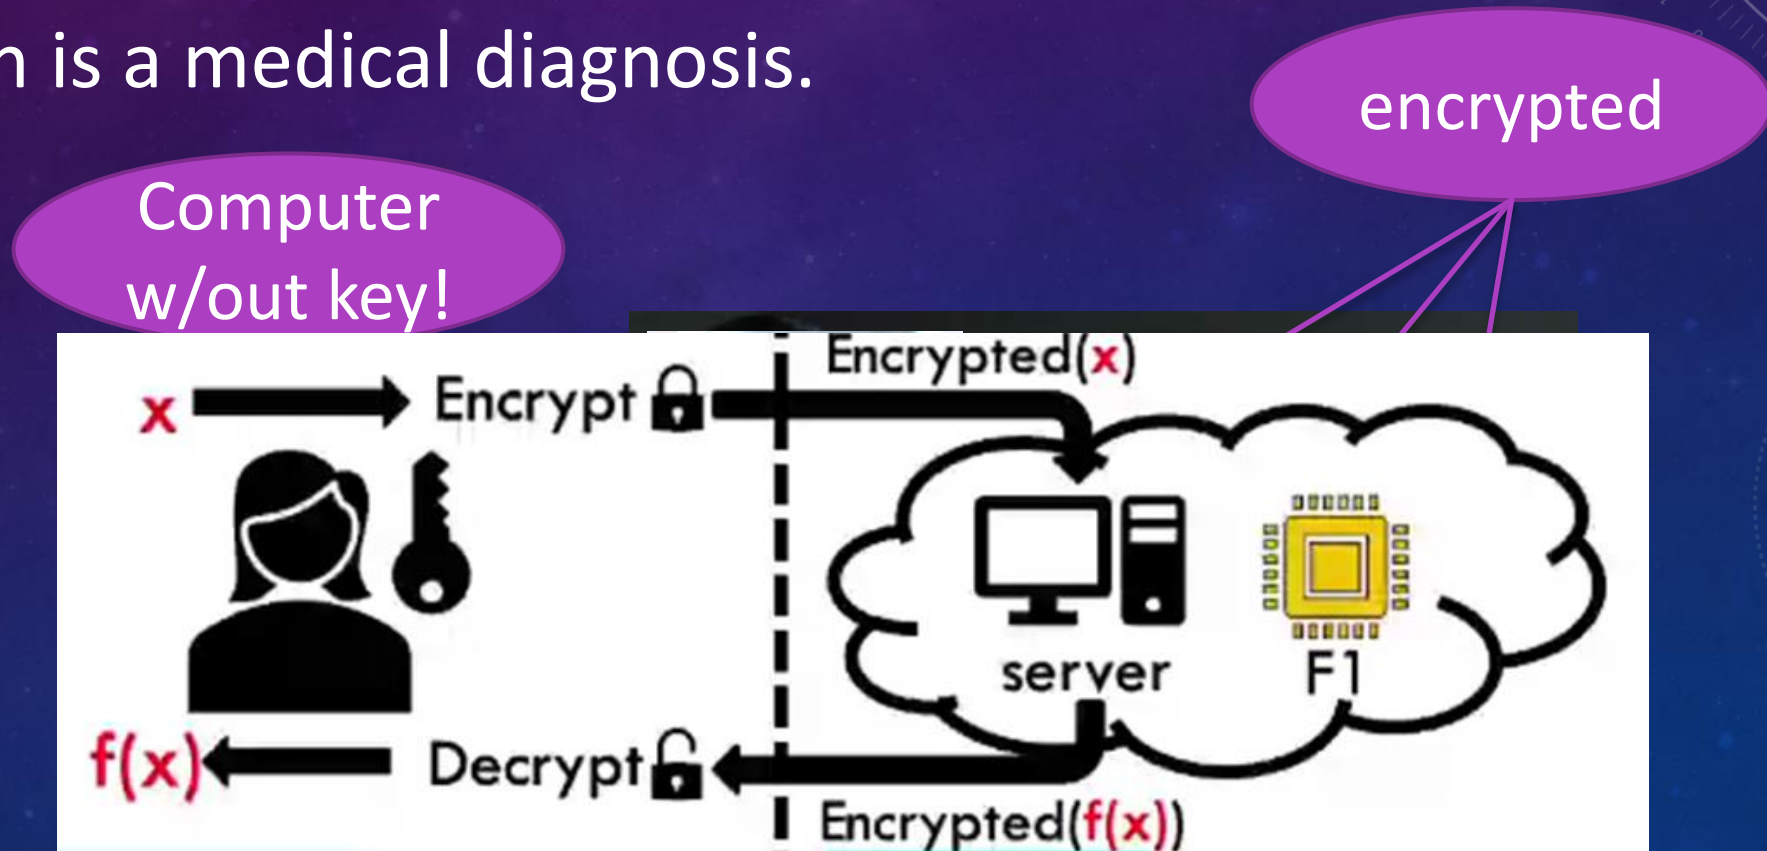 n is a medical diagnosis.
encrypted
Computer
w/out key!
Encrypted(x)
x
Encrypt
server
F1
f(x)
Decrypt
Encrypted(f(x))